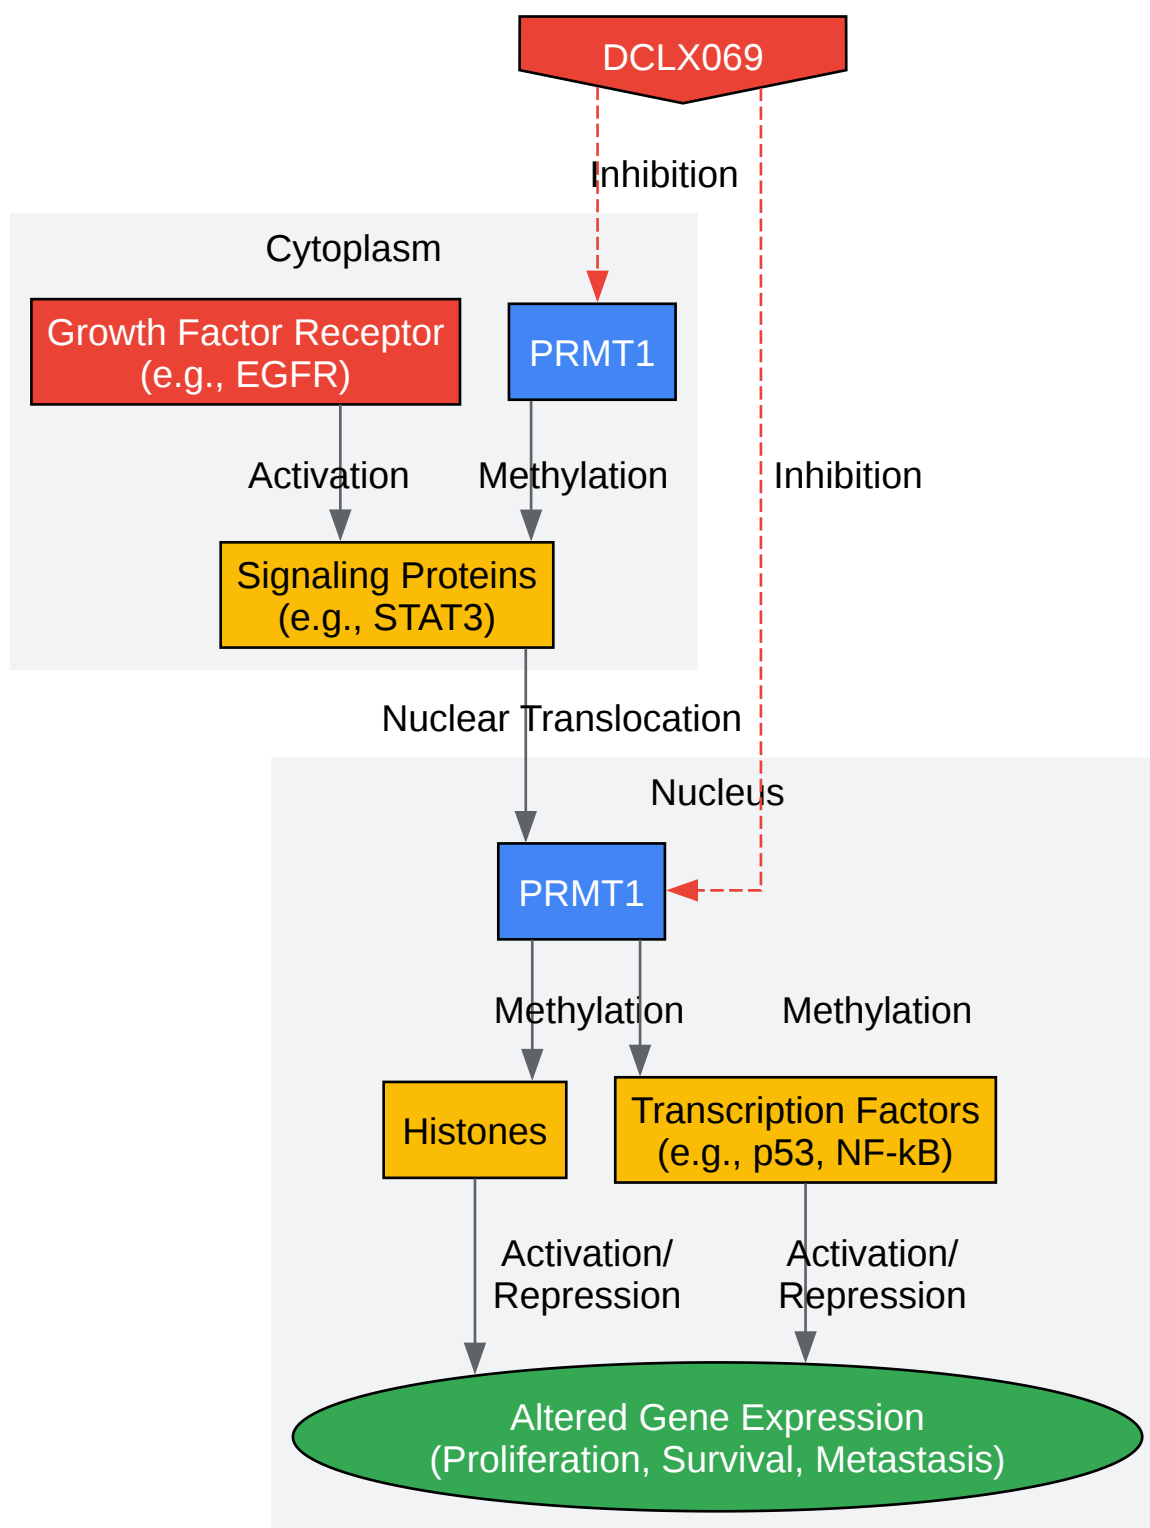 DCLX069
Inhibition
Cytoplasm
Growth Factor Receptor
(e.g., EGFR)
PRMT1
Activation
Methylation
Inhibition
Signaling Proteins
(e.g., STAT3)
Nuclear Translocation
Nucleus
PRMT1
Methylation
Methylation
Histones
Transcription Factors
(e.g., p53, NF-kB)
Activation/
Repression
Activation/
Repression
Altered Gene Expression
(Proliferation, Survival, Metastasis)